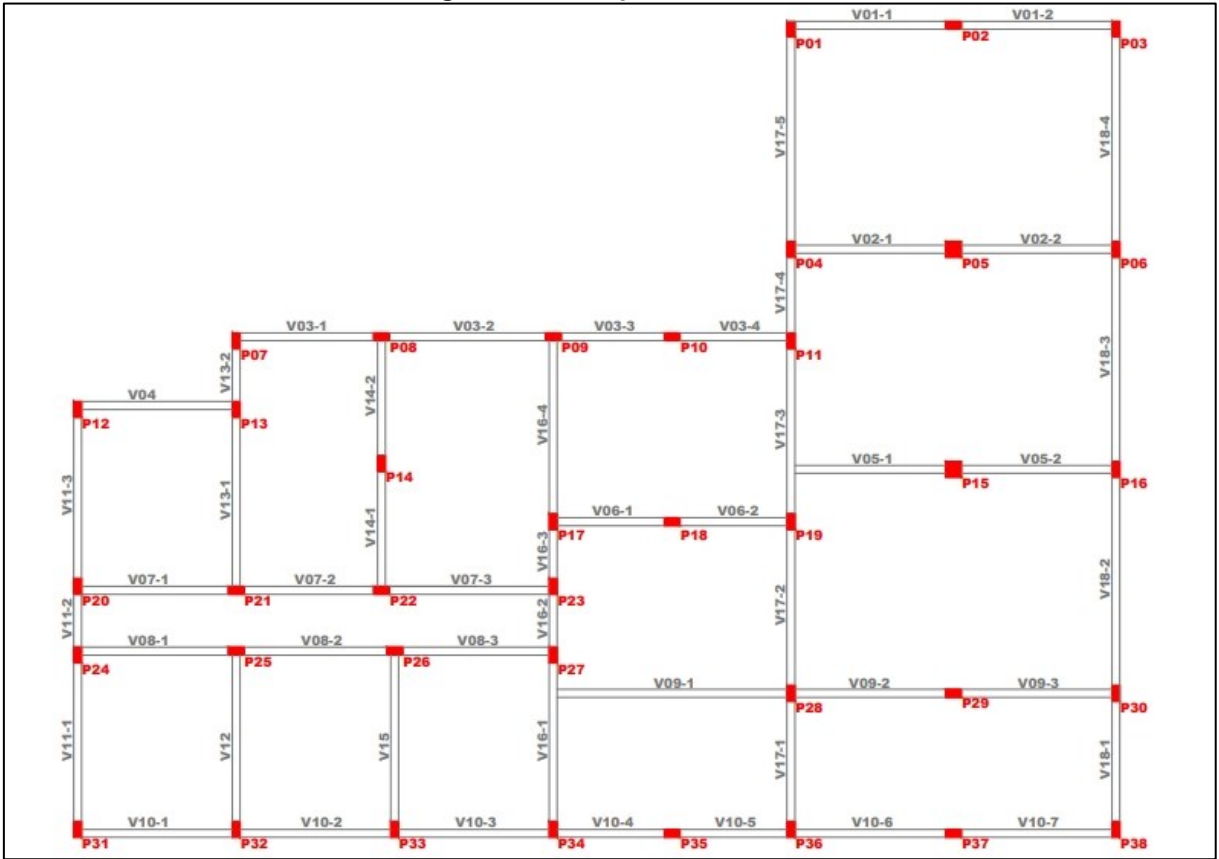 V01-1 V01-2
P01 P02 P03
V17-5 V18-4
V02-1 V02-2
P04 P05 P06
V17-4
V03-1 V03-2 V03-3 V03-4
P07 P08 P09 P10 P11
V13-2 V14-2 V18-3
V04
P12 P13
V16-4 V17-3
P14
V05-1 V05-2
P15 P16
V11-3 V13-1 V14-1
V06-1 V06-2
P17 P18 P19
V16-3
V07-1 V07-2 V07-3
P20 P21 P22 P23
V11-2 V16-2 V17-2 V18-2
V08-1 V08-2 V08-3
P24 P25 P26 P27
V09-1 V09-2 V09-3
P28 P29 P30
V11-1 V12 V15 V16-1 V17-1 V18-1
V10-1 V10-2 V10-3 V10-4 V10-5 V10-6 V10-7
P31 P32 P33 P34 P35 P36 P37 P38